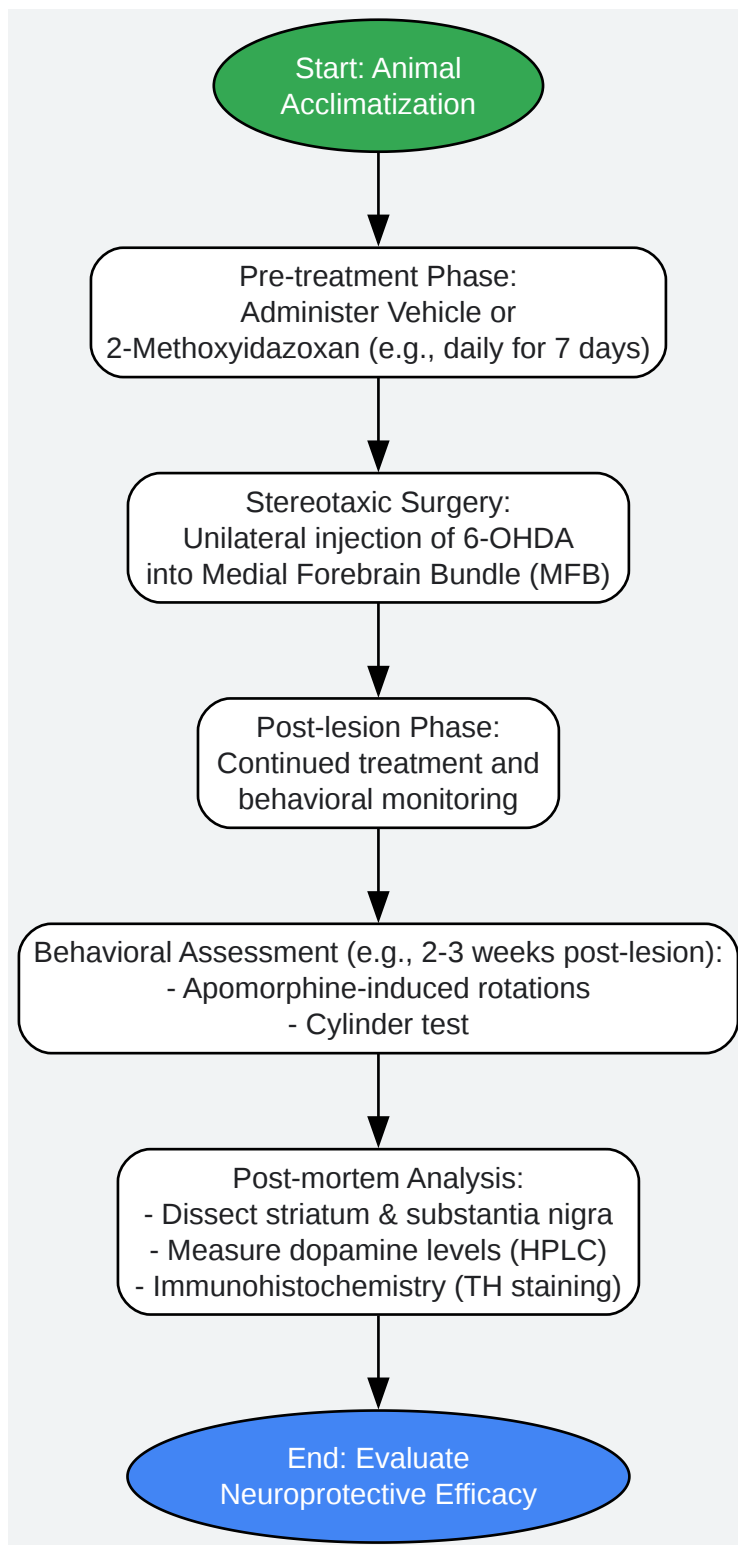 Start: Animal
Acclimatization
Pre-treatment Phase:
Administer Vehicle or
2-Methoxyidazoxan (e.g., daily for 7 days)
Stereotaxic Surgery:
Unilateral injection of 6-OHDA
into Medial Forebrain Bundle (MFB)
Post-lesion Phase:
Continued treatment and
behavioral monitoring
Behavioral Assessment (e.g., 2-3 weeks post-lesion):
- Apomorphine-induced rotations
- Cylinder test
Post-mortem Analysis:
- Dissect striatum & substantia nigra
- Measure dopamine levels (HPLC)
- Immunohistochemistry (TH staining)
End: Evaluate
Neuroprotective Efficacy